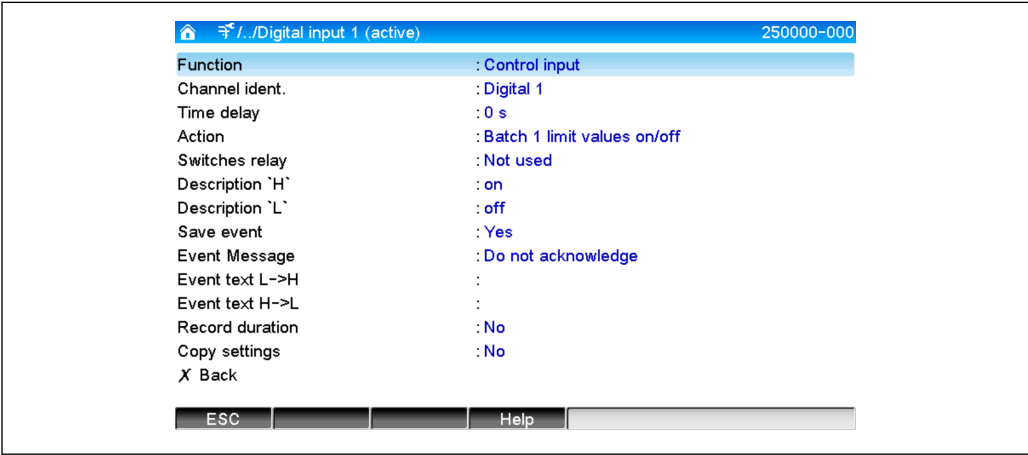 /../Digital input 1 (active) 250000-000
Function : Control input
Channel ident. : Digital 1
Time delay : 0 s
Action : Batch 1 limit values on/off
Switches relay : Not used
Description `H` : on
Description `L` : off
Save event : Yes
Event Message : Do not acknowledge
Event text L->H :
Event text H->L :
Record duration : No
Copy settings : No
X Back
ESC Help